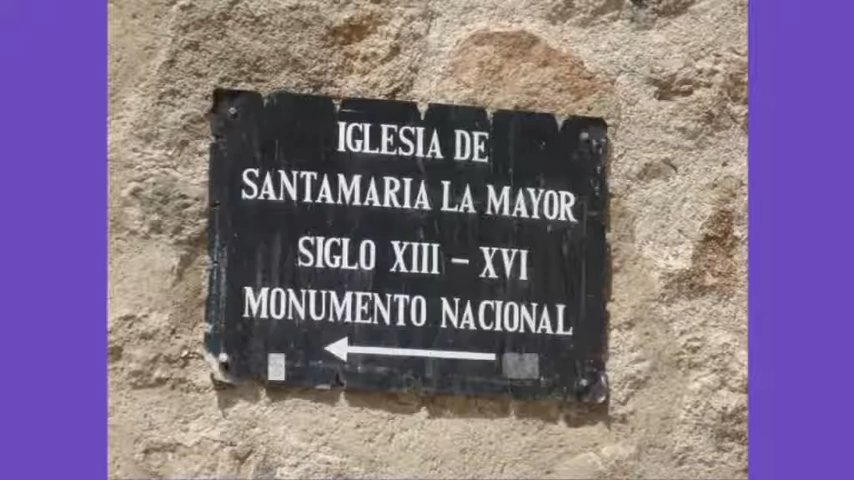 IGLESIA DE
SANTAMARIA LA MAYOR
SIGLO XIII - XVI
MONUMENTO NACIONAL